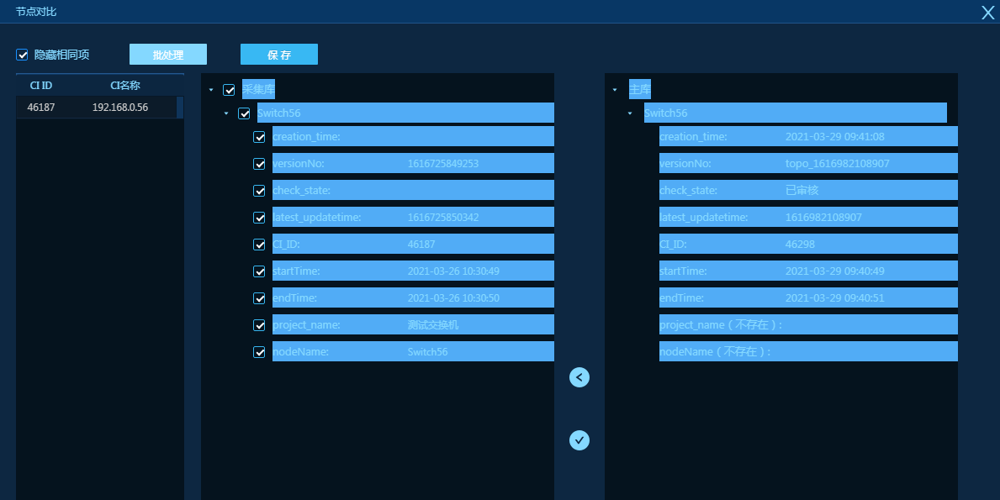 节点对比
隐藏相同项 批处理 保存
CI ID CI名称
46187 192.168.0.56
采集库
Switch56
creation_time:
versionNo: 1616725849253
check_state:
latest_updatetime: 1616725850342
CI_ID: 46187
startTime: 2021-03-26 10:30:49
endTime: 2021-03-26 10:30:50
project_name: 测试交换机
nodeName: Switch56
主库
Switch56
creation_time: 2021-03-29 09:41:08
versionNo: topo_1616982108907
check_state: 已审核
latest_updatetime: 1616982108907
CI_ID: 46298
startTime: 2021-03-29 09:40:49
endTime: 2021-03-29 09:40:51
project_name（不存在）:
nodeName（不存在）: